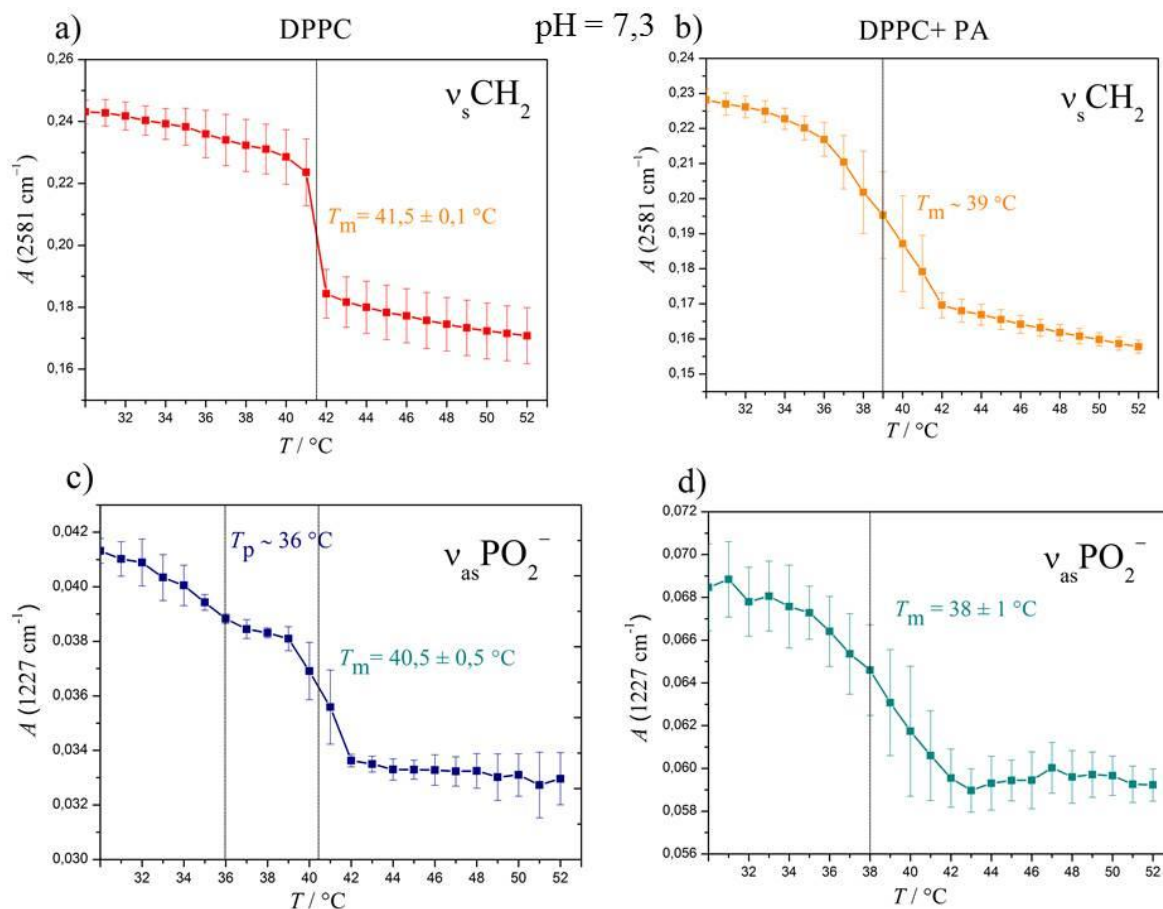 a)
DPPC
pH = 7,3
b)
DPPC+ PA
0,26
0,24
0,22
0,20
0,18
0,16
A (2581 cm⁻¹)
νₛCH₂
Tₘ = 41,5 ± 0,1 °C
32 34 36 38 40 42 44 46 48 50 52
T / °C
0,24
0,23
0,22
0,21
0,20
0,19
0,18
0,17
0,16
0,15
A (2581 cm⁻¹)
νₛCH₂
Tₘ ~ 39 °C
32 34 36 38 40 42 44 46 48 50 52
T / °C
c)
0,042
0,040
0,038
0,036
0,034
0,032
0,030
A (1227 cm⁻¹)
Tₚ ~ 36 °C
νₐₛPO₂⁻
Tₘ = 40,5 ± 0,5 °C
32 34 36 38 40 42 44 46 48 50 52
T / °C
d)
0,072
0,070
0,068
0,066
0,064
0,062
0,060
0,058
0,056
A (1227 cm⁻¹)
νₐₛPO₂⁻
Tₘ = 38 ± 1 °C
32 34 36 38 40 42 44 46 48 50 52
T / °C